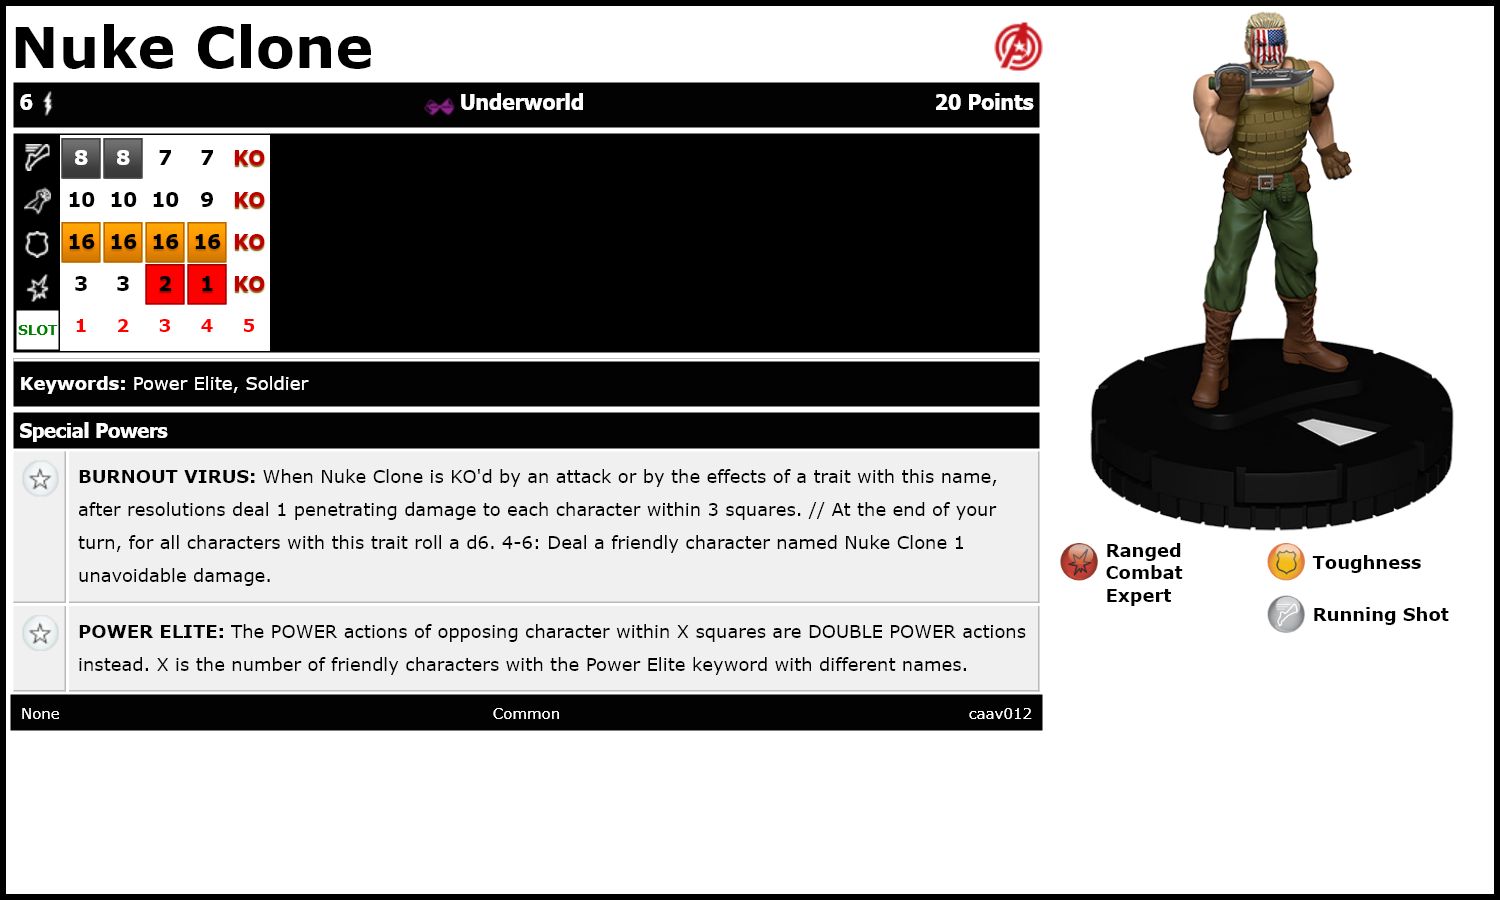 Nuke Clone
6 Underworld 20 Points
8 8 7 7 KO
10 10 10 9 KO
16 16 16 16 KO
3 3 2 1 KO
SLOT 1 2 3 4 5
Keywords: Power Elite, Soldier
Special Powers
BURNOUT VIRUS: When Nuke Clone is KO'd by an attack or by the effects of a trait with this name,
after resolutions deal 1 penetrating damage to each character within 3 squares. // At the end of your
turn, for all characters with this trait roll a d6. 4-6: Deal a friendly character named Nuke Clone 1
unavoidable damage.
POWER ELITE: The POWER actions of opposing character within X squares are DOUBLE POWER actions
instead. X is the number of friendly characters with the Power Elite keyword with different names.
None Common caav012
Ranged
Combat
Expert
Toughness
Running Shot